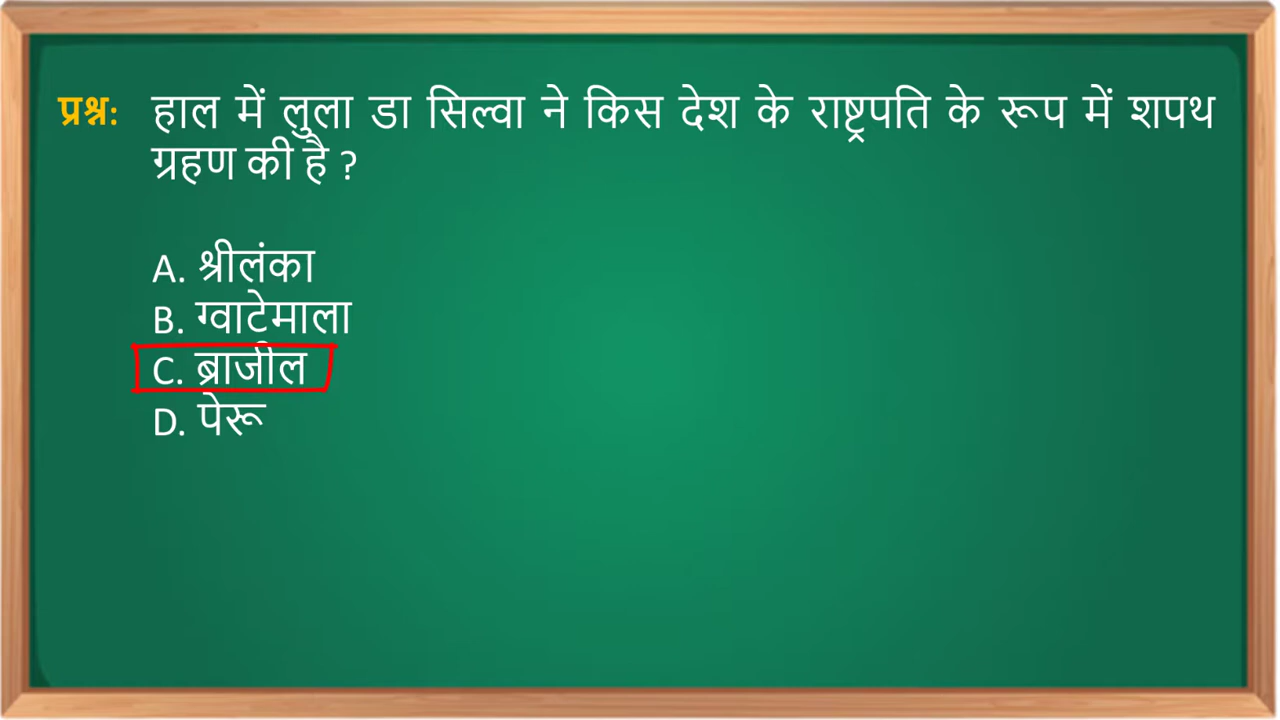 प्रश्न: हाल में लुला डा सिल्वा ने किस देश के राष्ट्रपति के रूप में शपथ
ग्रहण की है ?
A. श्रीलंका
B. ग्वाटेमाला
C. ब्राजील
D. पेरू